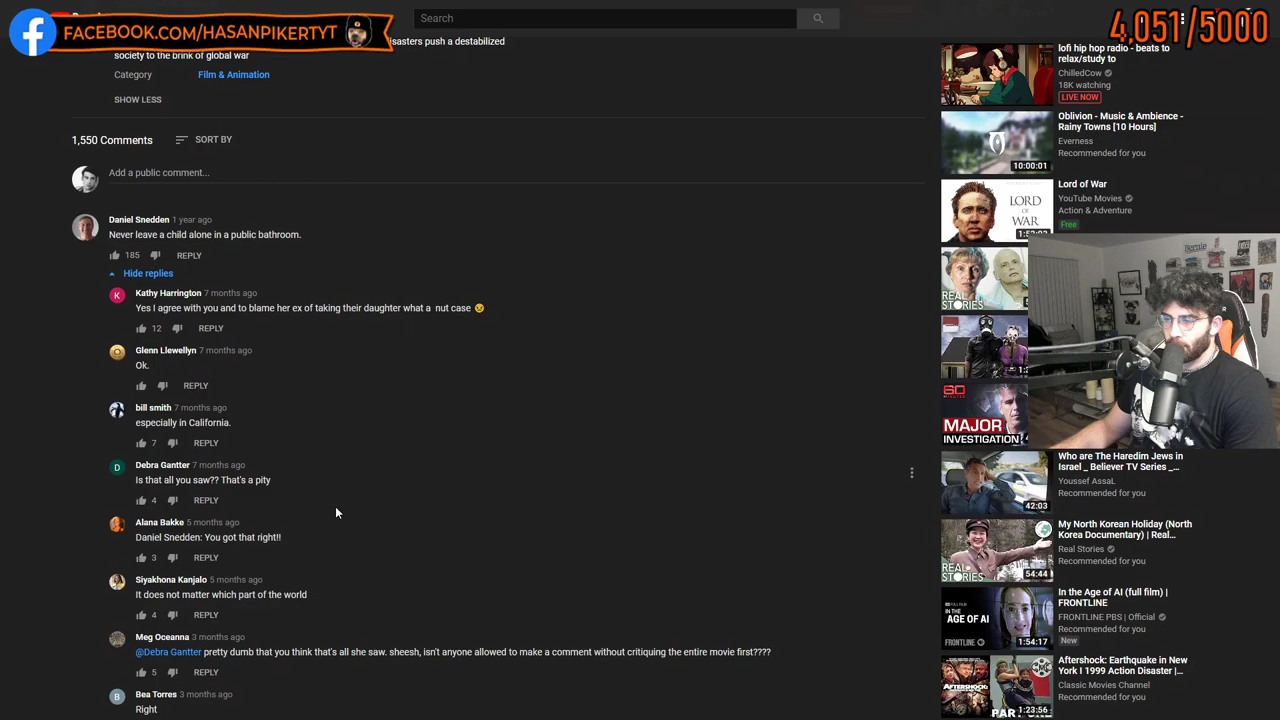 FACEBOOK.COM/HASANPIKERTYT
Search
4,051/5000
isasters push a destabilized
society to the brink of global war
Category Film & Animation
SHOW LESS
1,550 Comments SORT BY
Add a public comment...
Daniel Snedden 1 year ago
Never leave a child alone in a public bathroom.
185 REPLY
Hide replies
K
Kathy Harrington 7 months ago
Yes I agree with you and to blame her ex of taking their daughter what a nut case 😉
12 REPLY
Glenn Llewellyn 7 months ago
Ok.
REPLY
bill smith 7 months ago
especially in California.
7 REPLY
D
Debra Gantter 7 months ago
Is that all you saw?? That's a pity
4 REPLY
Alana Bakke 5 months ago
Daniel Snedden: You got that right!!
3 REPLY
Siyakhona Kanjalo 5 months ago
It does not matter which part of the world
4 REPLY
Meg Oceanna 3 months ago
@Debra Gantter pretty dumb that you think that's all she saw. sheesh, isn't anyone allowed to make a comment without critiquing the entire movie first????
5 REPLY
B
Bea Torres 3 months ago
Right
lofi hip hop radio - beats to
relax/study to
ChilledCow
18K watching
LIVE NOW
Oblivion - Music & Ambience -
Rainy Towns [10 Hours]
Everness
Recommended for you
10:00:01
Lord of War
YouTube Movies
Action & Adventure
Free
LORD
OF
WAR
REAL
STORIES
60
MINUTES
MAJOR
INVESTIGATION
Bernie
Who are The Haredim Jews in
Israel _ Believer TV Series _...
Youssef AssaL
Recommended for you
42:03
My North Korean Holiday (North
Korea Documentary) | Real...
Real Stories
Recommended for you
REAL
STORIES
54:44
In the Age of AI (full film) |
FRONTLINE
FRONTLINE PBS | Official
Recommended for you
New
IN THE
AGE OF AI
FRONTLINE
1:54:17
Aftershock: Earthquake in New
York I 1999 Action Disaster |...
Classic Movies Channel
Recommended for you
CMC
AFTERSHOCK
PART
1:23:56